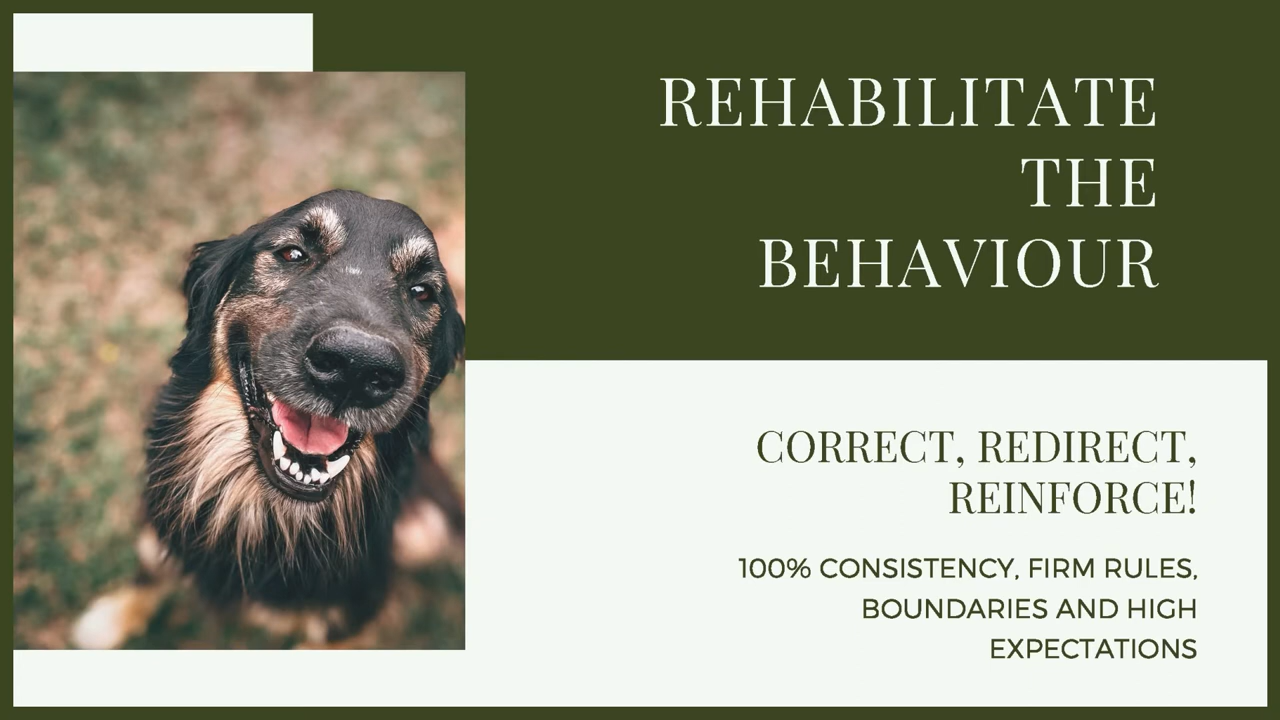 REHABILITATE
THE
BEHAVIOUR
CORRECT, REDIRECT,
REINFORCE!
100% CONSISTENCY, FIRM RULES,
BOUNDARIES AND HIGH
EXPECTATIONS